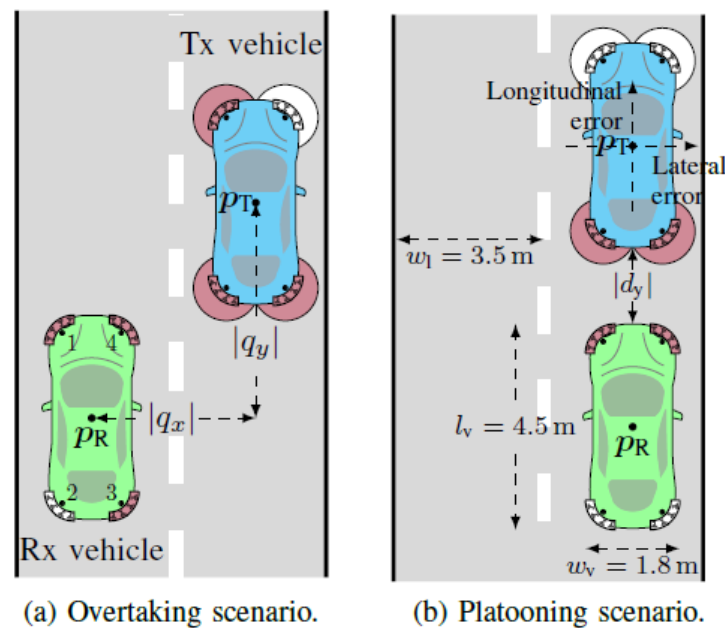 Tx vehicle
p_T
|q_y|
1 4
|q_x|
p_R
2 3
Rx vehicle
(a) Overtaking scenario.
Longitudinal
error
p_T
Lateral
error
w_l = 3.5 m
|d_y|
l_v = 4.5 m
p_R
w_v = 1.8 m
(b) Platooning scenario.